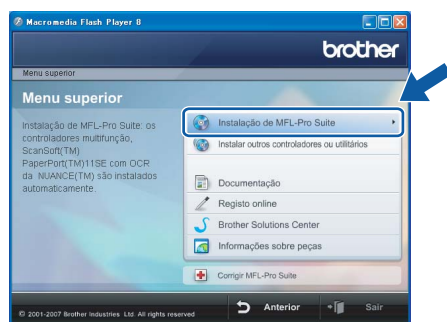 Macromedia Flash Player 8
brother
Menu superior
Menu superior
Instalação de MFL-Pro Suite: os
controladores multifunção,
ScanSoft(TM)
PaperPort(TM)11SE com OCR
da NUANCE(TM) são instalados
automaticamente.
Instalação de MFL-Pro Suite
Instalar outros controladores ou utilitários
Documentação
Registo online
Brother Solutions Center
Informações sobre peças
Corrigir MFL-Pro Suite
© 2001-2007 Brother Industries Ltd. All rights reserved
Anterior
Sair